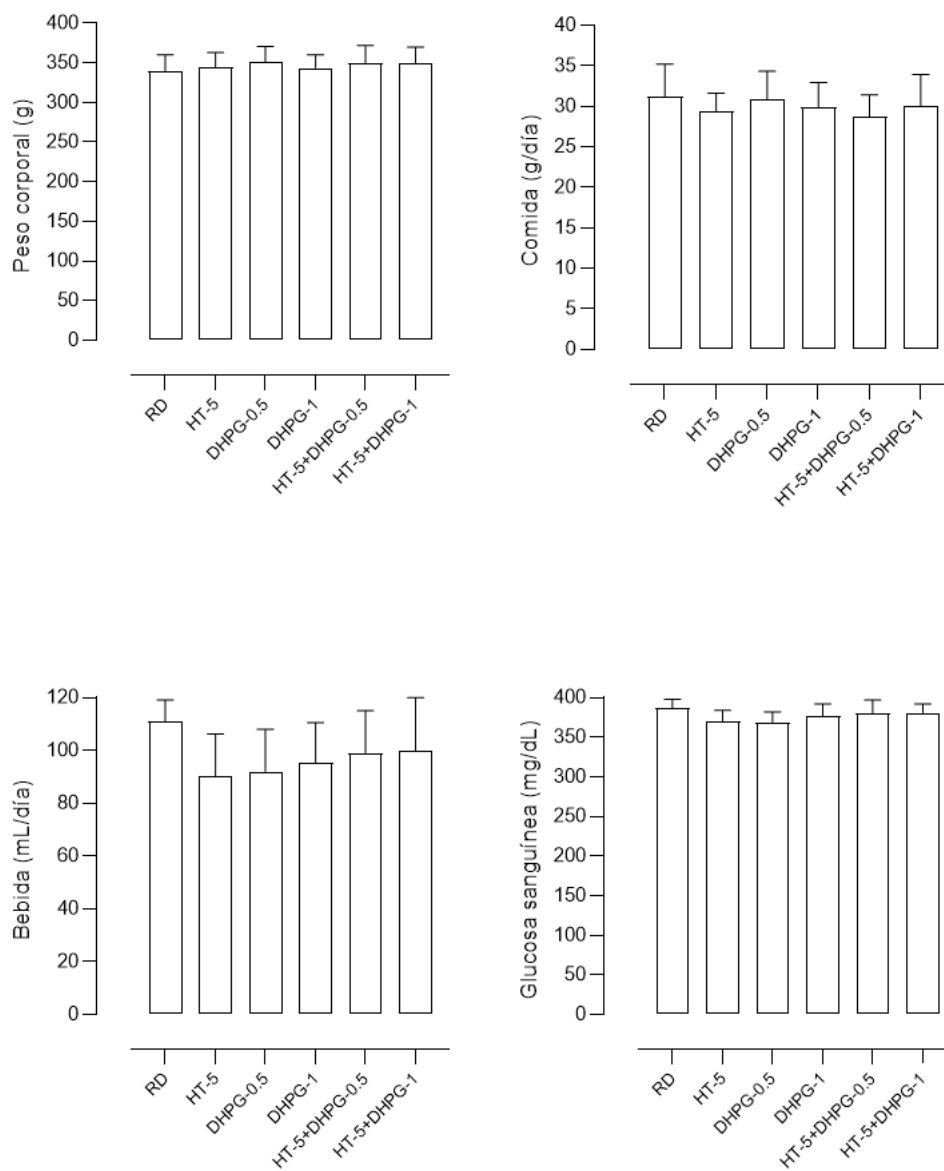 Peso corporal (g)
400
350
300
250
200
150
100
50
0
RD
HT-5
DHPG-0.5
DHPG-1
HT-5+DHPG-0.5
HT-5+DHPG-1
Comida (g/día)
40
35
30
25
20
15
10
5
0
RD
HT-5
DHPG-0.5
DHPG-1
HT-5+DHPG-0.5
HT-5+DHPG-1
Bebida (mL/día)
120
100
80
60
40
20
0
RD
HT-5
DHPG-0.5
DHPG-1
HT-5+DHPG-0.5
HT-5+DHPG-1
Glucosa sanguínea (mg/dL)
400
350
300
250
200
150
100
50
0
RD
HT-5
DHPG-0.5
DHPG-1
HT-5+DHPG-0.5
HT-5+DHPG-1